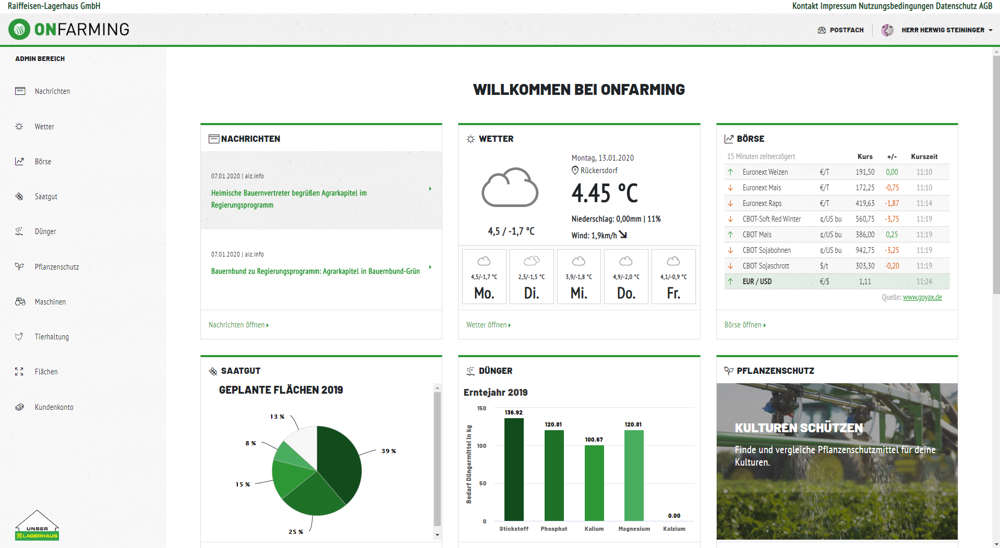 Raiffeisen-Lagerhaus GmbH
Kontakt Impressum Nutzungsbedingungen Datenschutz AGB
ONFARMING
POSTFACH
HERR HERWIG STEININGER
ADMIN BEREICH
Nachrichten
Wetter
Börse
Saatgut
Dünger
Pflanzenschutz
Maschinen
Tierhaltung
Flächen
Kundenkonto
UNSER
LAGERHAUS
WILLKOMMEN BEI ONFARMING
NEWS NACHRICHTEN
07.01.2020 | aiz.info
Heimische Bauernvertreter begrüßen Agrarkapitel im
Regierungsprogramm
07.01.2020 | aiz.info
Bauernbund zu Regierungsprogramm: Agrarkapitel in Bauernbund-Grün
Nachrichten öffnen
WETTER
Montag, 13.01.2020
Rückersdorf
4.45 °C
4,5 / -1,7 °C
Niederschlag: 0,00mm | 11%
Wind: 1,9km/h
4,5/-1,7 °C 2,3/-1,5 °C 3,9/-1,8 °C 4,9/-2,0 °C 4,1/-0,9 °C
Mo. Di. Mi. Do. Fr.
Wetter öffnen
BÖRSE
15 Minuten zeitverzögert Kurs +/- Kurszeit
Euronext Weizen €/T 191,50 0,00 11:10
Euronext Mais €/T 172,25 -0,75 11:10
Euronext Raps €/T 419,63 -1,87 11:14
CBOT-Soft Red Winter ¢/US bu 560,75 -3,75 11:19
CBOT Mais ¢/US bu 386,00 0,25 11:19
CBOT Sojabohnen ¢/US bu 942,75 -3,25 11:19
CBOT Sojaschrott $/t 303,30 -0,20 11:19
EUR / USD €/$ 1,11 11:24
Quelle: www.goyax.de
Börse öffnen
SAATGUT
GEPLANTE FLÄCHEN 2019
13 %
8 %
39 %
15 %
25 %
DÜNGER
Erntejahr 2019
Bedarf Düngermittel in kg
150
100
50
0
136.92
120.81
100.67
120.81
0.00
Stickstoff Phosphat Kalium Magnesium Kalzium
PFLANZENSCHUTZ
KULTUREN SCHÜTZEN
Finde und vergleiche Pflanzenschutzmittel für deine
Kulturen.